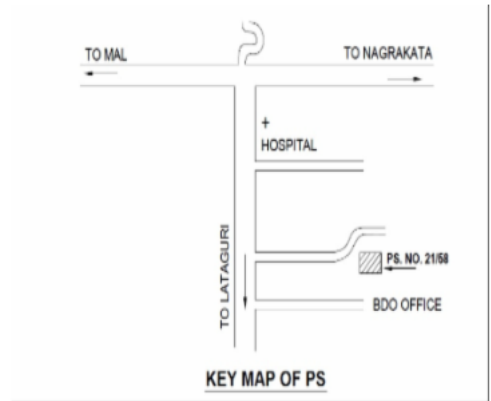 TO MAL
TO NAGRAKATA
+
HOSPITAL
TO LATAGURI
PS. NO. 21/58
BDO OFFICE
KEY MAP OF PS